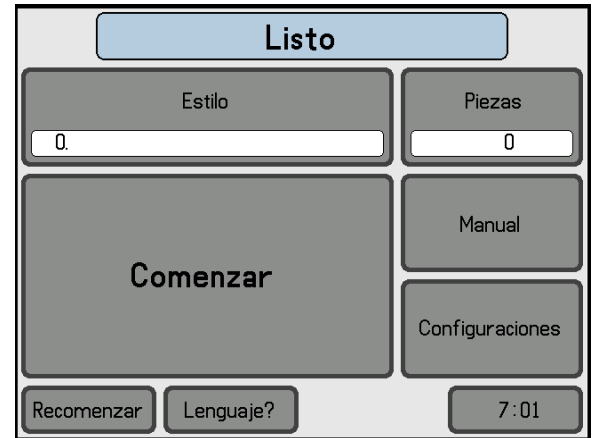 Listo
Estilo
0.
Piezas
0
Comenzar
Manual
Configuraciones
Recomenzar
Lenguaje?
7:01